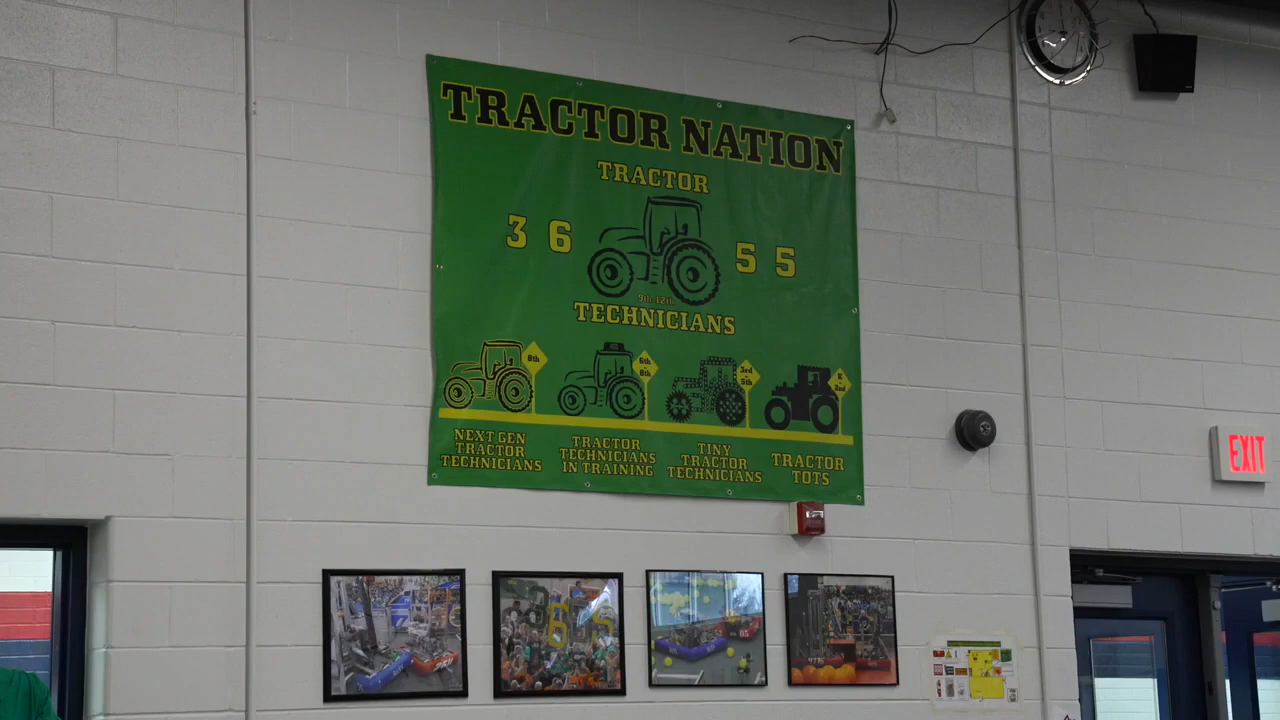 TRACTOR NATION
TRACTOR
3 6 5 5
9th-12th
TECHNICIANS
8th
6th
8th
3rd
5th
K
2nd
NEXT GEN
TRACTOR
TECHNICIANS
TRACTOR
TECHNICIANS
IN TRAINING
TINY
TRACTOR
TECHNICIANS
TRACTOR
TOTS
EXIT